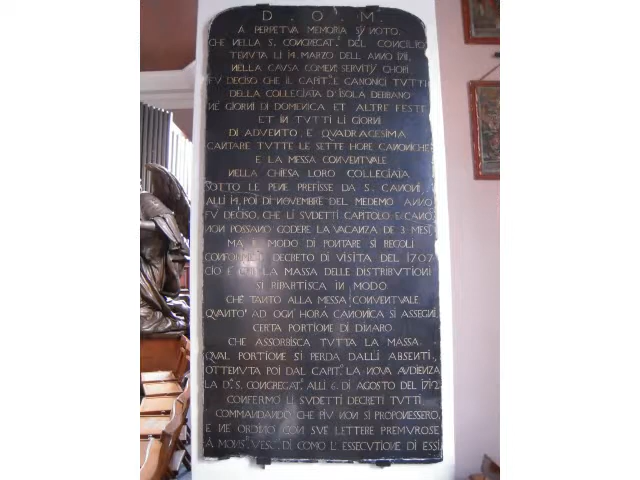 D. O. M.
A PERPETVA MEMORIA SIJ NOTO,
CHE NELLA S. CONGREGAT. DEL CONCILIO
TENVTA LI 14 MARZO DELL ANNO 1711
NELLA CAVSA COMEN. SERVITY CHORI
FV DECISO CHE IL CAPIT. E CANONICI TVTTI
DELLA COLLEGIATA D'ISOLA DEBBANO
NE GIORNI DI DOMENICA ET ALTRE FESTE
ET IN TVTTI LI GIORNI
DI ADVENTO, E QVADRAGESIMA
CANTARE TVTTE LE SETTE HORE CANONICHE
E LA MESSA CONVENTVALE
NELLA CHIESA LORO COLLEGIATA
SOTTO LE PENE PREFISSE DA S. CANONI,
ALLI 14 POI DI NOVEMBRE DEL MEDEMO ANNO
FV DECISO, CHE LI SVDETTI CAPITOLO E CANO.
NON POSSANO GODERE LA VACANZA DE 3 MESI,
MA IL MODO DI PONTARE SI REGOLI
CONFORME IL DECRETO DI VISITA DEL 1707
CIO È CHE LA MASSA DELLE DISTRIBVTIONI
SI RIPARTISCA IN MODO
CHE TANTO ALLA MESSA CONVENTVALE
QVANTO AD OGN' HORA CANONICA SI ASSEGNI
CERTA PORTIONE DI DINARO
CHE ASSORBISCA TVTTA LA MASSA
QVAL PORTIONE SI PERDA DALLI ABSENTI,
OTTENVTA POI DAL CAPIT. LA NOVA AVDIENZA
LA D. S. CONGREGAT. ALLI 6 DI AGOSTO DEL 1712
CONFERMO LI SVDETTI DECRETI TVTTI,
COMMANDANDO CHE PIV NON SI PROPONESSERO,
E NE ORDINO CON SVE LETTERE PREMVROSE
A MONS. VES. DI COMO L' ESSECVTIONE DI ESSI